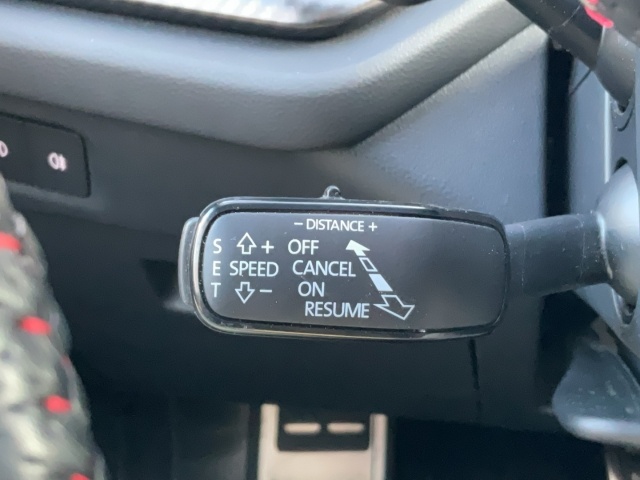 − DISTANCE +
S + OFF
E SPEED CANCEL
T − ON
RESUME